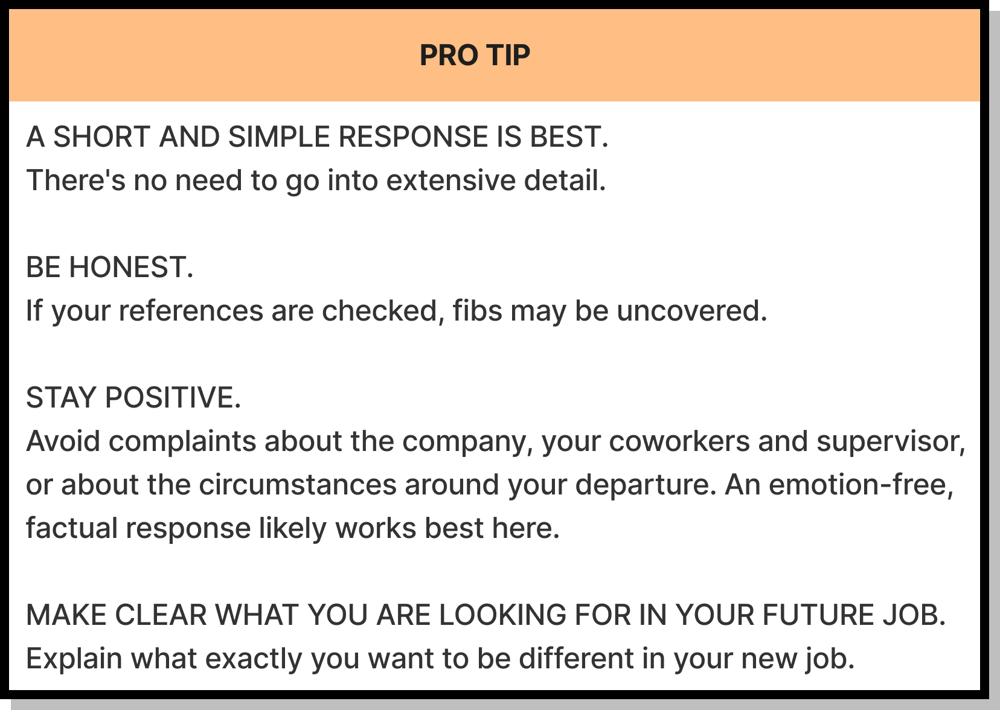 PRO TIP
A SHORT AND SIMPLE RESPONSE IS BEST.
There's no need to go into extensive detail.
BE HONEST.
If your references are checked, fibs may be uncovered.
STAY POSITIVE.
Avoid complaints about the company, your coworkers and supervisor,
or about the circumstances around your departure. An emotion-free,
factual response likely works best here.
MAKE CLEAR WHAT YOU ARE LOOKING FOR IN YOUR FUTURE JOB.
Explain what exactly you want to be different in your new job.